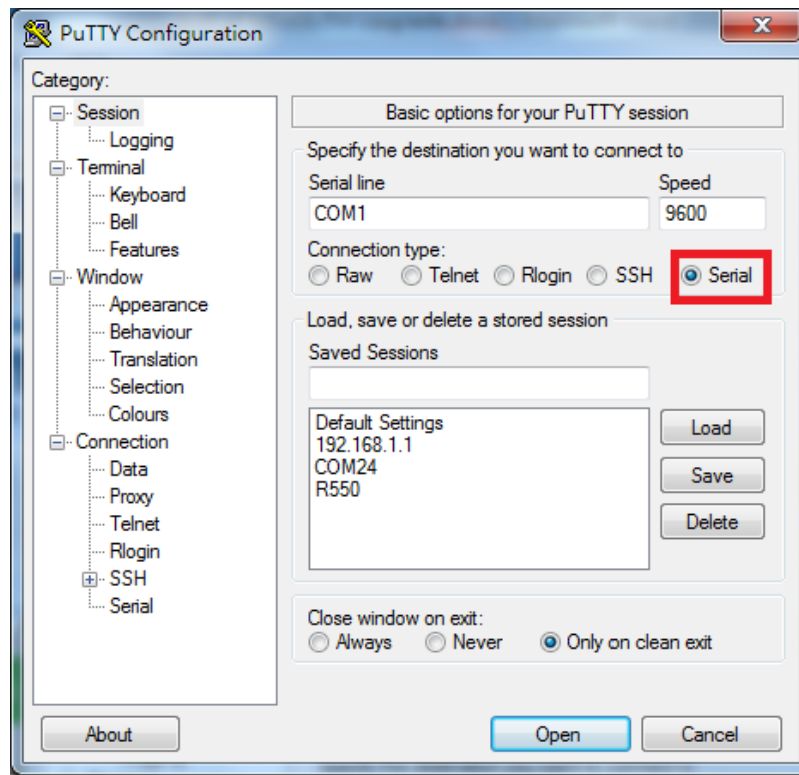 PuTTY Configuration
X
Category:
Session
Logging
Terminal
Keyboard
Bell
Features
Window
Appearance
Behaviour
Translation
Selection
Colours
Connection
Data
Proxy
Telnet
Rlogin
SSH
Serial
Basic options for your PuTTY session
Specify the destination you want to connect to
Serial line Speed
COM1 9600
Connection type:
Raw Telnet Rlogin SSH Serial
Load, save or delete a stored session
Saved Sessions
Default Settings
192.168.1.1
COM24
R550
Load
Save
Delete
Close window on exit:
Always Never Only on clean exit
About Open Cancel